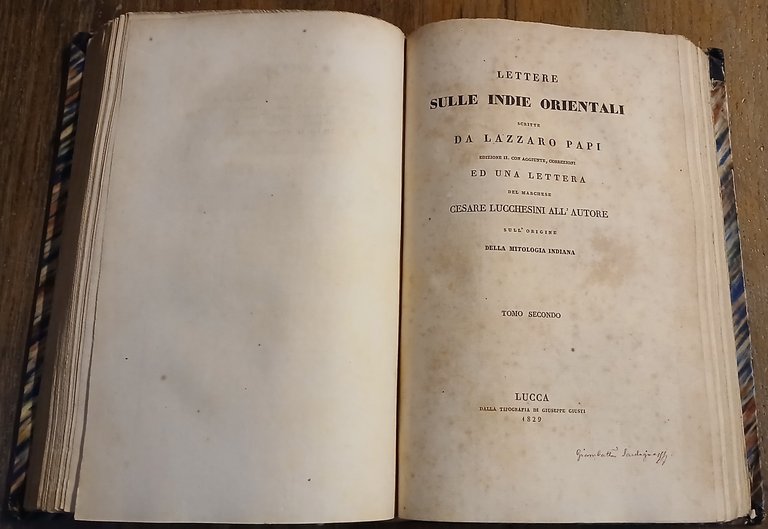 LETTERE
SULLE INDIE ORIENTALI
SCRITTE
DA LAZZARO PAPI
EDIZIONE II. CON AGGIUNTE, CORREZIONI
ED UNA LETTERA
DEL MARCHESE
CESARE LUCCHESINI ALL' AUTORE
SULL' ORIGINE
DELLA MITOLOGIA INDIANA
TOMO SECONDO
LUCCA
DALLA TIPOGRAFIA DI GIUSEPPE GIUSTI
1829